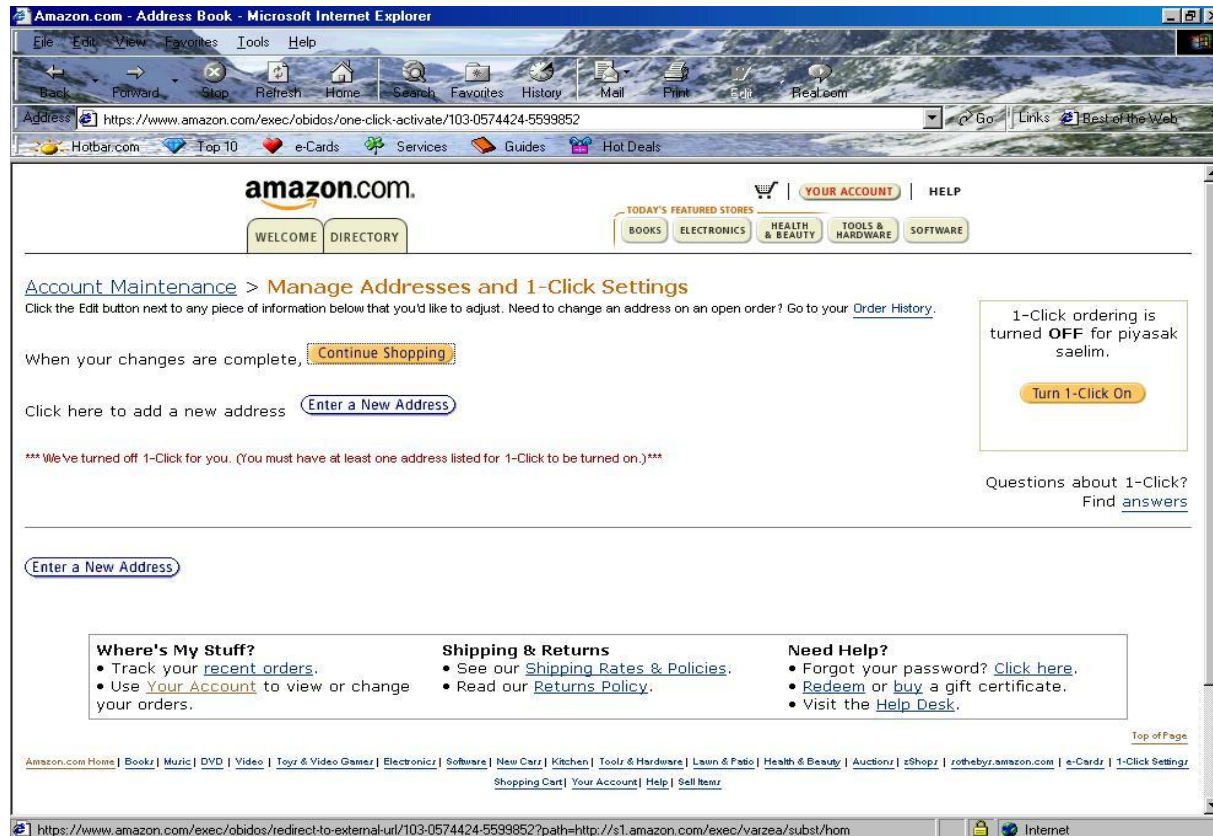 Amazon.com - Address Book - Microsoft Internet Explorer
File Edit View Favorites Tools Help
Back Forward Stop Refresh Home Search Favorites History Mail Print Edit Real.com
Address https://www.amazon.com/exec/obidos/one-click-activate/103-0574424-5599852 Go Links Best of the Web
Hotbar.com Top 10 e-Cards Services Guides Hot Deals
amazon.com.
YOUR ACCOUNT | HELP
WELCOME DIRECTORY
TODAY'S FEATURED STORES
BOOKS ELECTRONICS HEALTH & BEAUTY TOOLS & HARDWARE SOFTWARE
Account Maintenance > Manage Addresses and 1-Click Settings
Click the Edit button next to any piece of information below that you'd like to adjust. Need to change an address on an open order? Go to your Order History.
When your changes are complete, Continue Shopping
Click here to add a new address Enter a New Address
*** We've turned off 1-Click for you. (You must have at least one address listed for 1-Click to be turned on.)***
1-Click ordering is
turned OFF for piyasak
saelim.
Turn 1-Click On
Questions about 1-Click?
Find answers
Enter a New Address
Where's My Stuff?
• Track your recent orders.
• Use Your Account to view or change
your orders.
Shipping & Returns
• See our Shipping Rates & Policies.
• Read our Returns Policy.
Need Help?
• Forgot your password? Click here.
• Redeem or buy a gift certificate.
• Visit the Help Desk.
Top of Page
Amazon.com Home | Books | Music | DVD | Video | Toys & Video Games | Electronics | Software | New Cars | Kitchen | Tools & Hardware | Lawn & Patio | Health & Beauty | Auctions | zShops | sothebys.amazon.com | e-Cards | 1-Click Settings
Shopping Cart | Your Account | Help | Sell Items
https://www.amazon.com/exec/obidos/redirect-to-external-url/103-0574424-5599852?path=http://s1.amazon.com/exec/varzea/subst/hom Internet